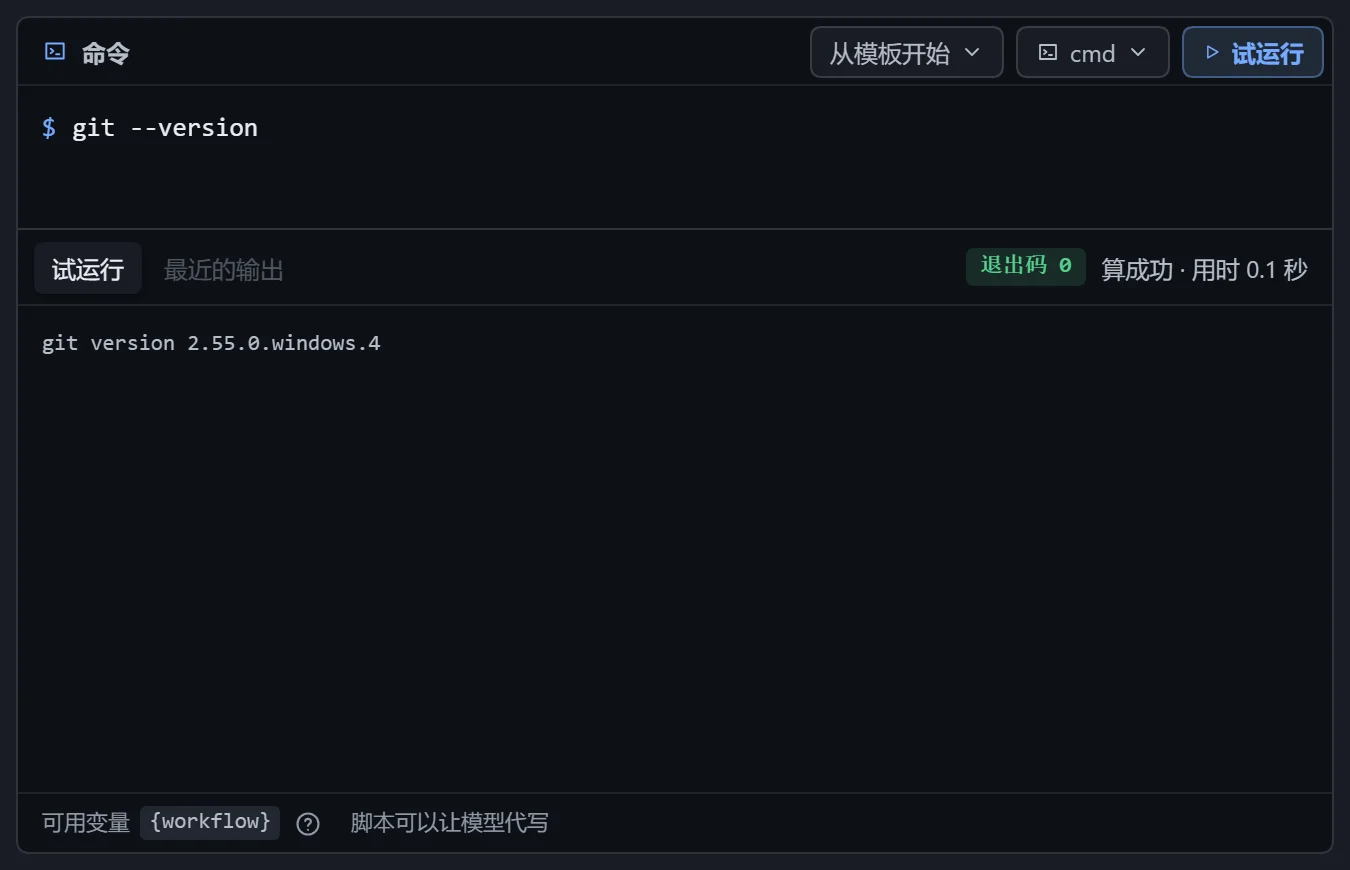 命令 从模板开始 cmd 试运行
$ git --version
试运行 最近的输出 退出码 0 算成功 · 用时 0.1 秒
git version 2.55.0.windows.4
可用变量 {workflow} ? 脚本可以让模型代写